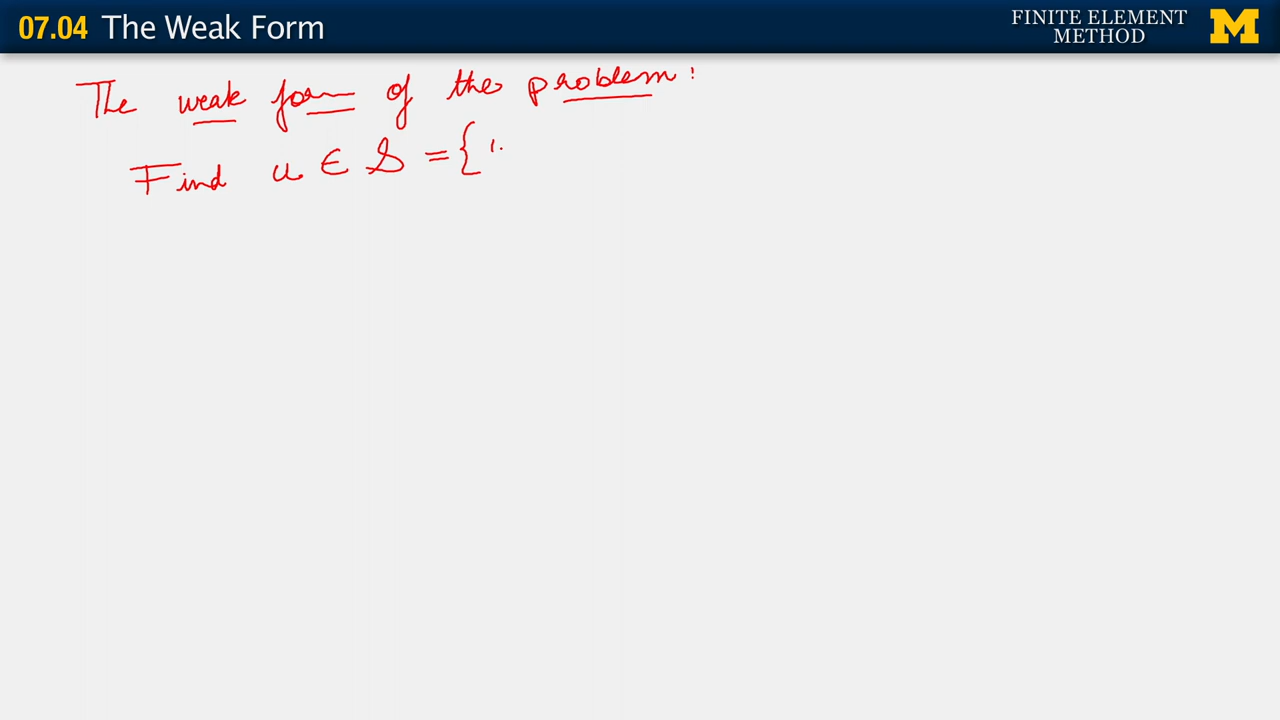 07.04 The Weak Form
FINITE ELEMENT
METHOD
The weak form of the problem:
Find u ∈ S = {